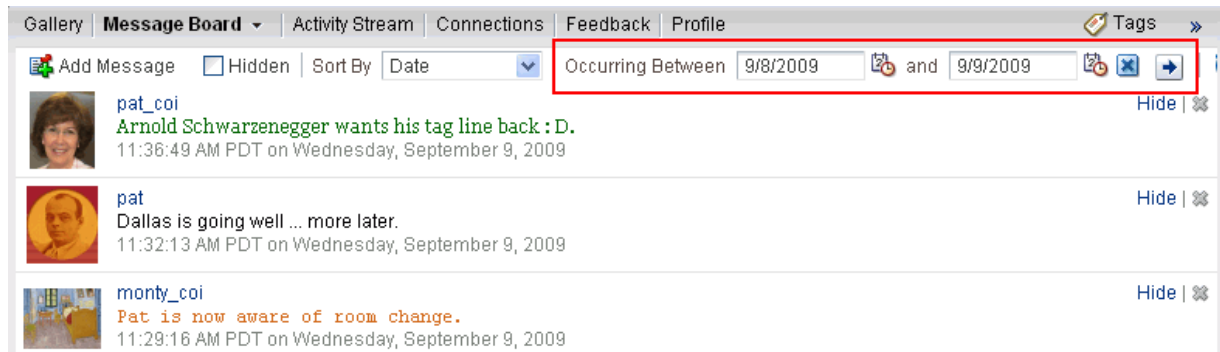 Gallery Message Board Activity Stream Connections Feedback Profile Tags »
Add Message Hidden Sort By Date Occurring Between 9/8/2009 and 9/9/2009
pat_coi Hide |
Arnold Schwarzenegger wants his tag line back : D.
11:36:49 AM PDT on Wednesday, September 9, 2009
pat Hide |
Dallas is going well ... more later.
11:32:13 AM PDT on Wednesday, September 9, 2009
monty_coi Hide |
Pat is now aware of room change.
11:29:16 AM PDT on Wednesday, September 9, 2009